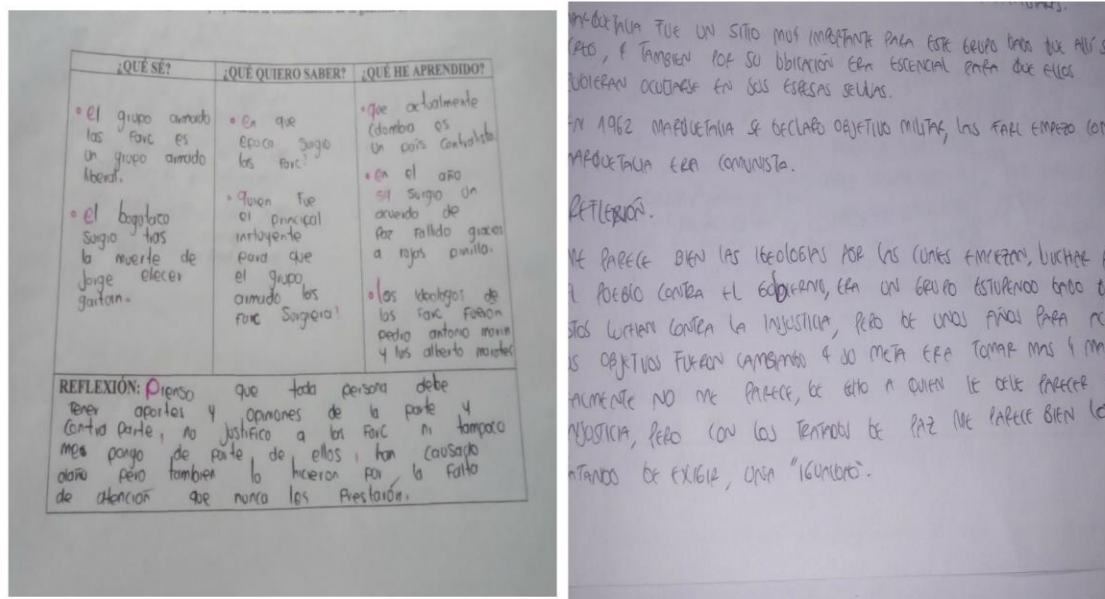 ¿QUÉ SÉ?
• el grupo armado
las Farc es
un grupo armado
liberal.
• el bogotaco
Surgio tras
la muerte de
Jorge elecer
gaitan.
¿QUÉ QUIERO SABER?
• en que
epoca Surgio
las Farc?
• Quien fue
el principal
influyente
para que
el grupo
armado las
Farc Surgiera?
¿QUÉ HE APRENDIDO?
• que actualmente
Colombia es
un país
• en el año
54 Surgio un
acuerdo de
Paz Fallido gracias
a rojas pinilla.
• los ideologos de
las Farc Fueron
pedro antonio marin
y luis alberto morantes
REFLEXIÓN: Pienso que toda persona debe
tener aportes y opiniones de la parte y
contra parte, no justifico a las Farc ni tampoco
me pongo de parte de ellos, han causado
daño pero tambien lo hicieron por la falta
de atención que nunca les Prestarón.
FUE UN SITIO MUY IMPORTANTE PARA ESTE GRUPO DADO QUE ALLÍ
Y TAMBIEN POR SU UBICACIÓN ERA ESCENCIAL PARA QUE ELLOS
PUDIERAN OCULTARSE EN SUS ESPESAS SELVAS.
EN 1962 MARQUETALIA SE DECLARO OBJETIVO MILITAR, LAS FARC EMPEZO
MARQUETALIA ERA COMUNISTA.
REFLEXIÓN.
ME PARECE BIEN LAS IDEOLOGIAS POR LAS CUALES EMPEZARON, LUCHAR
EL PUEBLO CONTRA EL GOBIERNO, ERA UN GRUPO ESTUPENDO DADO
ESTOS LUCHAN CONTRA LA INJUSTICIA, PERO DE UNOS AÑOS PARA
OBJETIVOS FUERON CAMBIANDO Y SU META ERA TOMAR MAS Y
NO ME PARECE, DE ELLO A QUIEN LE DEBE PARECER
INJUSTICIA, PERO CON LOS TRATADOS DE PAZ ME PARECE BIEN
DE EXIGIR, UNA "IGUALDAD".